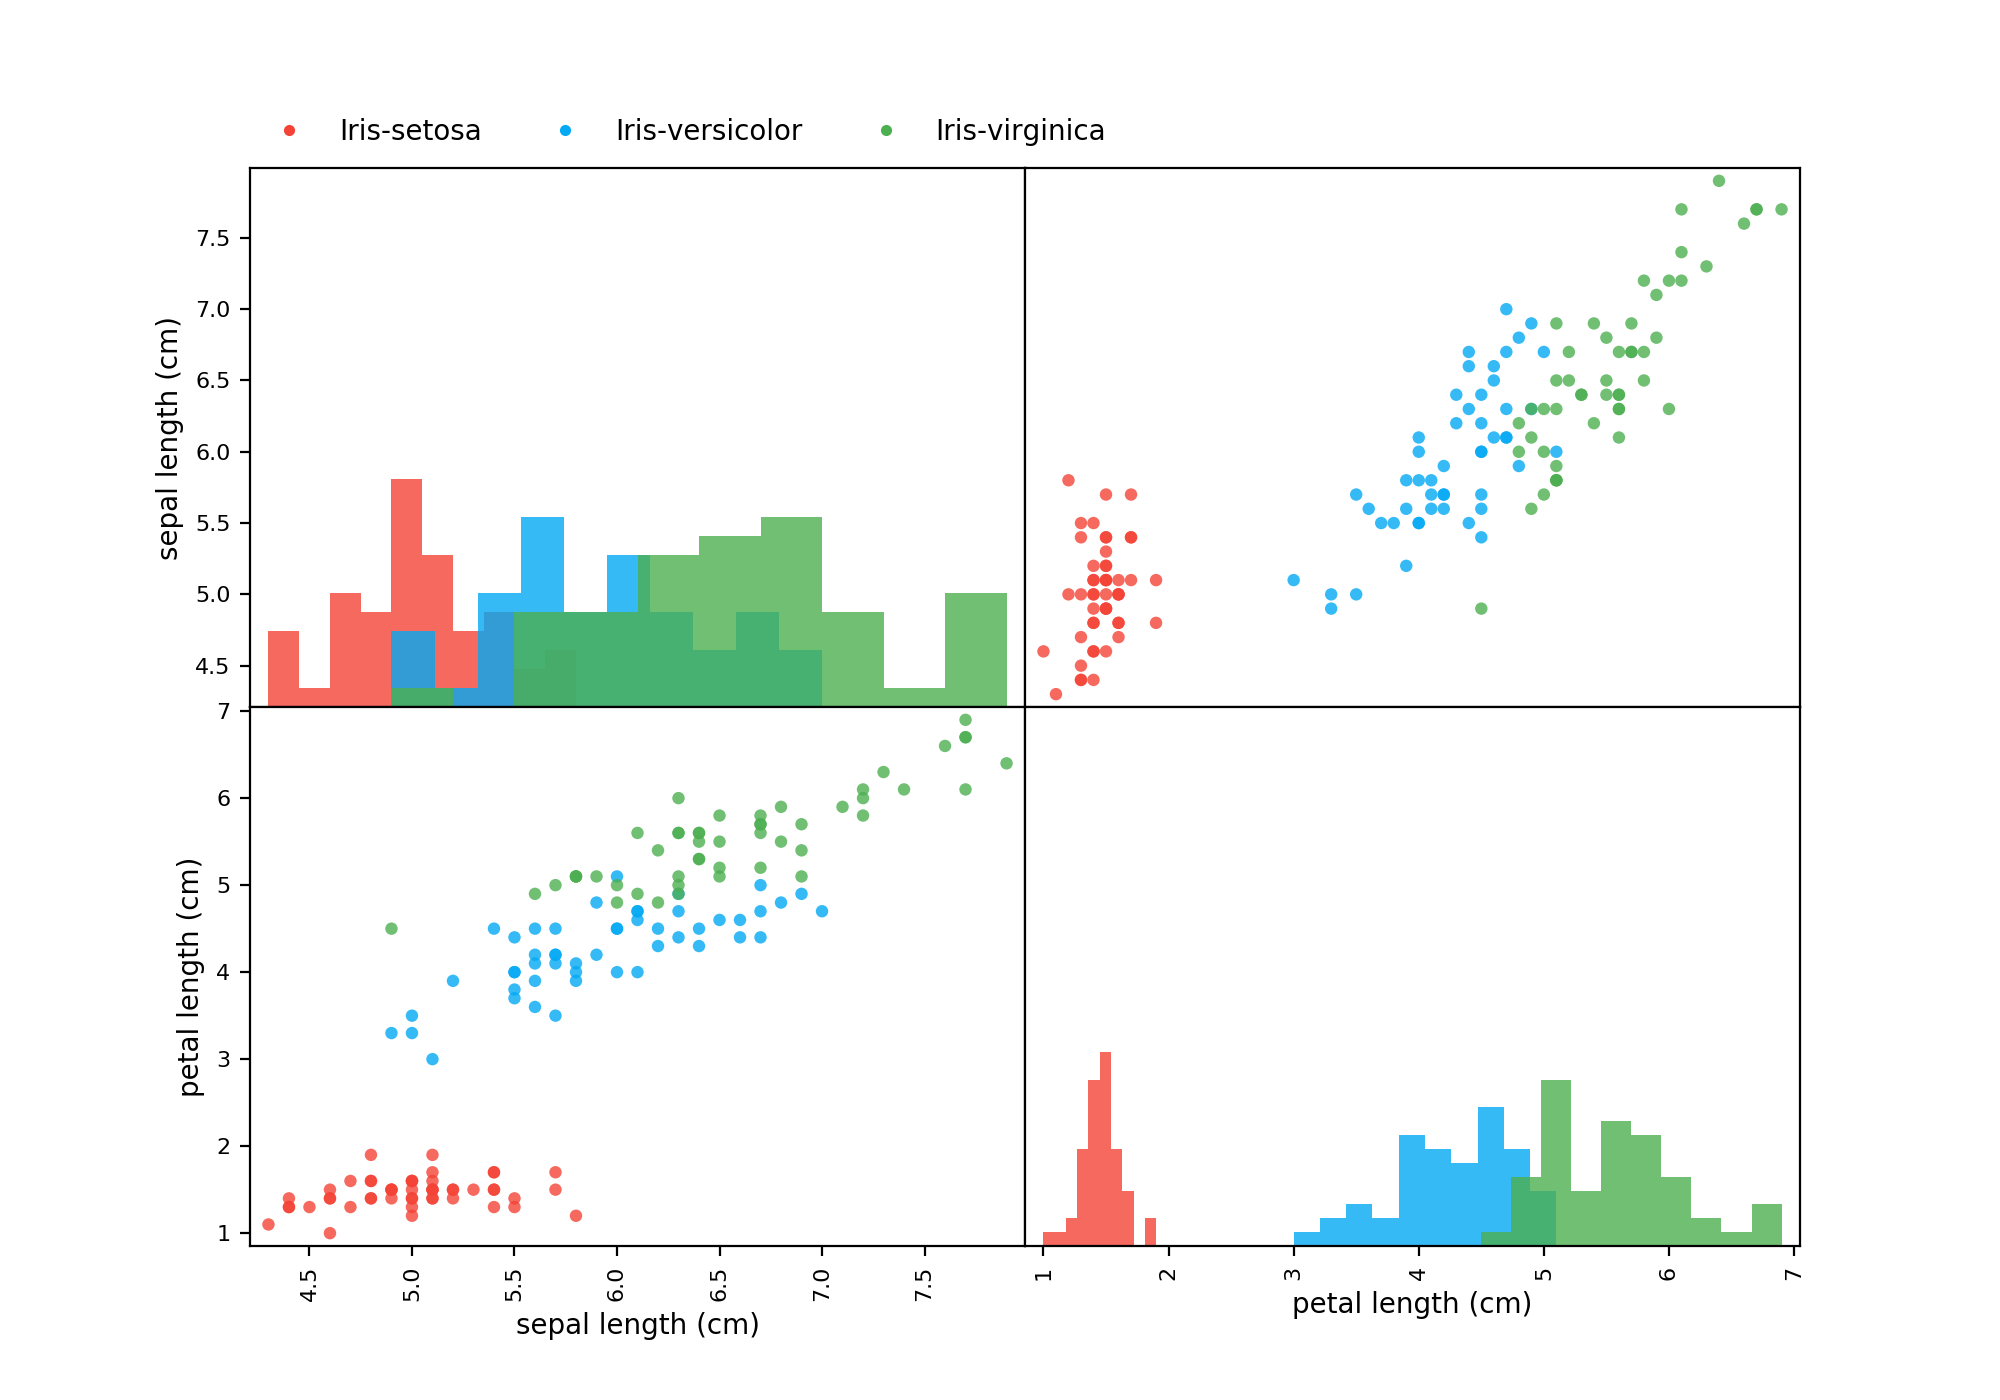 Iris-setosa Iris-versicolor Iris-virginica
sepal length (cm)
7.5
7.0
6.5
6.0
5.5
5.0
4.5
petal length (cm)
7
6
5
4
3
2
1
4.5 5.0 5.5 6.0 6.5 7.0 7.5
sepal length (cm)
1 2 3 4 5 6 7
petal length (cm)